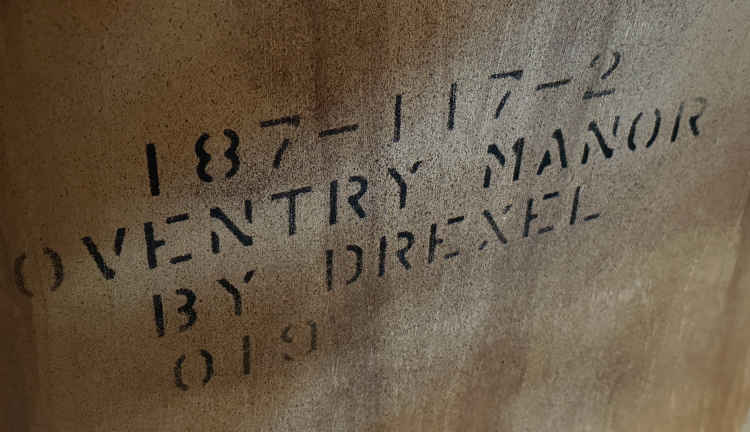 187-117-2
OVENTRY MANOR
BY DREXEL
019